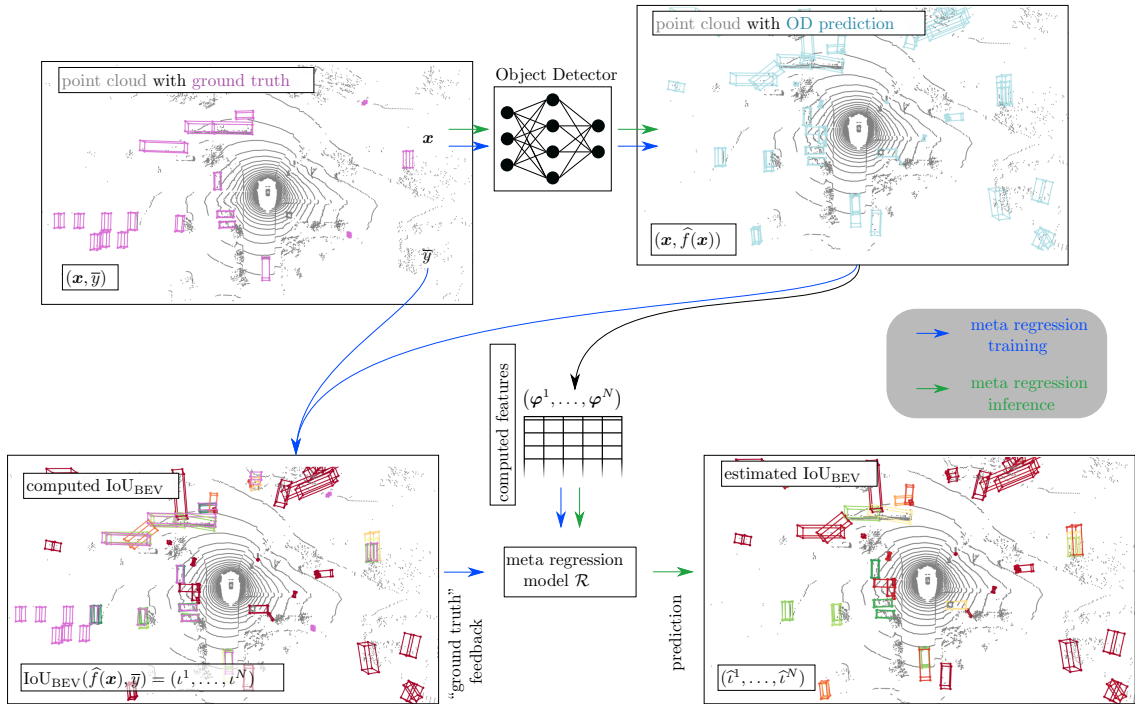 point cloud with ground truth
x
y̅
(x, y̅)
Object Detector
point cloud with OD prediction
(x, f̂(x))
meta regression
training
meta regression
inference
computed features
(φ¹, . . . , φᴺ)
computed IoU_BEV
IoU_BEV(f̂(x), y̅) = (ι¹, . . . , ιᴺ)
“ground truth”
feedback
meta regression
model R
prediction
estimated IoU_BEV
(ι̂¹, . . . , ι̂ᴺ)